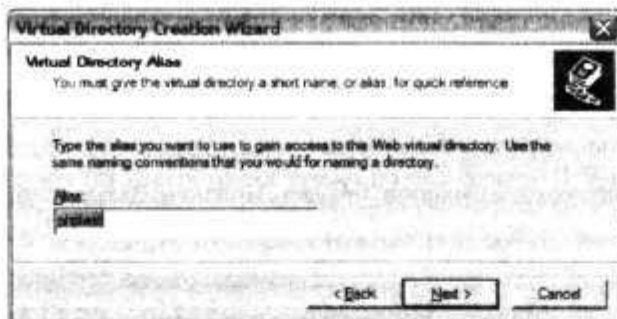 Virtual Directory Creation Wizard
Virtual Directory Alias
You must give the virtual directory a short name, or alias, for quick reference
Type the alias you want to use to gain access to this Web virtual directory. Use the
same naming conventions that you would for naming a directory.
Alias:
< Back
Next >
Cancel